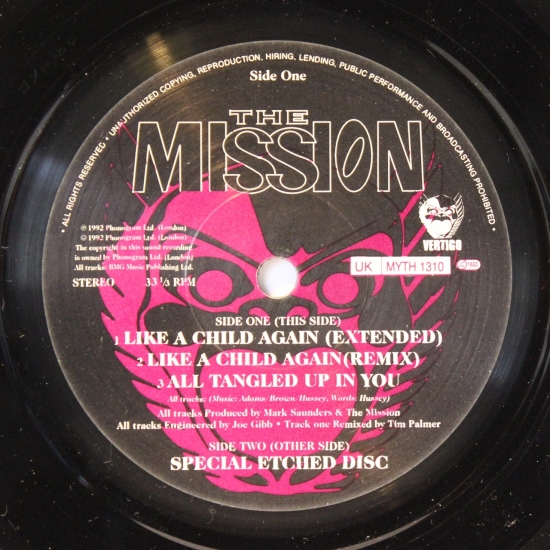 • ALL RIGHTS RESERVED • UNAUTHORIZED COPYING, REPRODUCTION, HIRING, LENDING, PUBLIC PERFORMANCE AND BROADCASTING PROHIBITED •
Side One
THE
MISSION
℗ 1992 Phonogram Ltd. (London)
© 1992 Phonogram Ltd. (London)
The copyright in this sound recording
is owned by Phonogram Ltd. (London)
All tracks: BMG Music Publishing Ltd.
STEREO 33 1/3 RPM
VERTIGO
UK MYTH 1310
SIDE ONE (THIS SIDE)
1 LIKE A CHILD AGAIN (EXTENDED)
2 LIKE A CHILD AGAIN (REMIX)
3 ALL TANGLED UP IN YOU
All tracks: (Music: Adams/Brown/Hussey, Words: Hussey)
All tracks Produced by Mark Saunders & The Mission
All tracks Engineered by Joe Gibb • Track one Remixed by Tim Palmer
SIDE TWO (OTHER SIDE)
SPECIAL ETCHED DISC